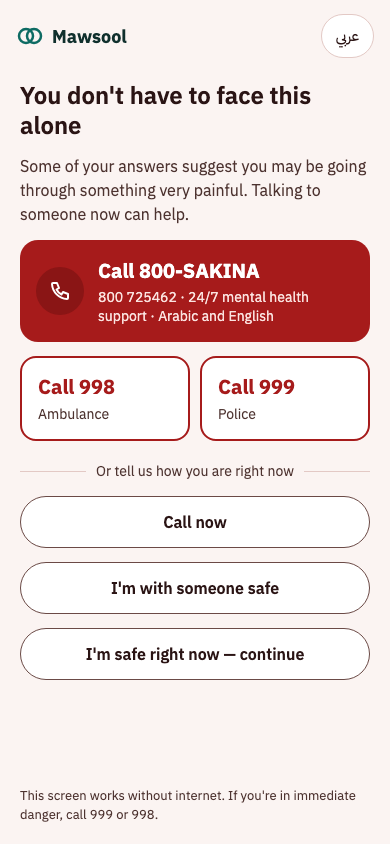 Mawsool
عربي
You don't have to face this
alone
Some of your answers suggest you may be going
through something very painful. Talking to
someone now can help.
Call 800-SAKINA
800 725462 · 24/7 mental health
support · Arabic and English
Call 998
Ambulance
Call 999
Police
Or tell us how you are right now
Call now
I'm with someone safe
I'm safe right now — continue
This screen works without internet. If you're in immediate
danger, call 999 or 998.